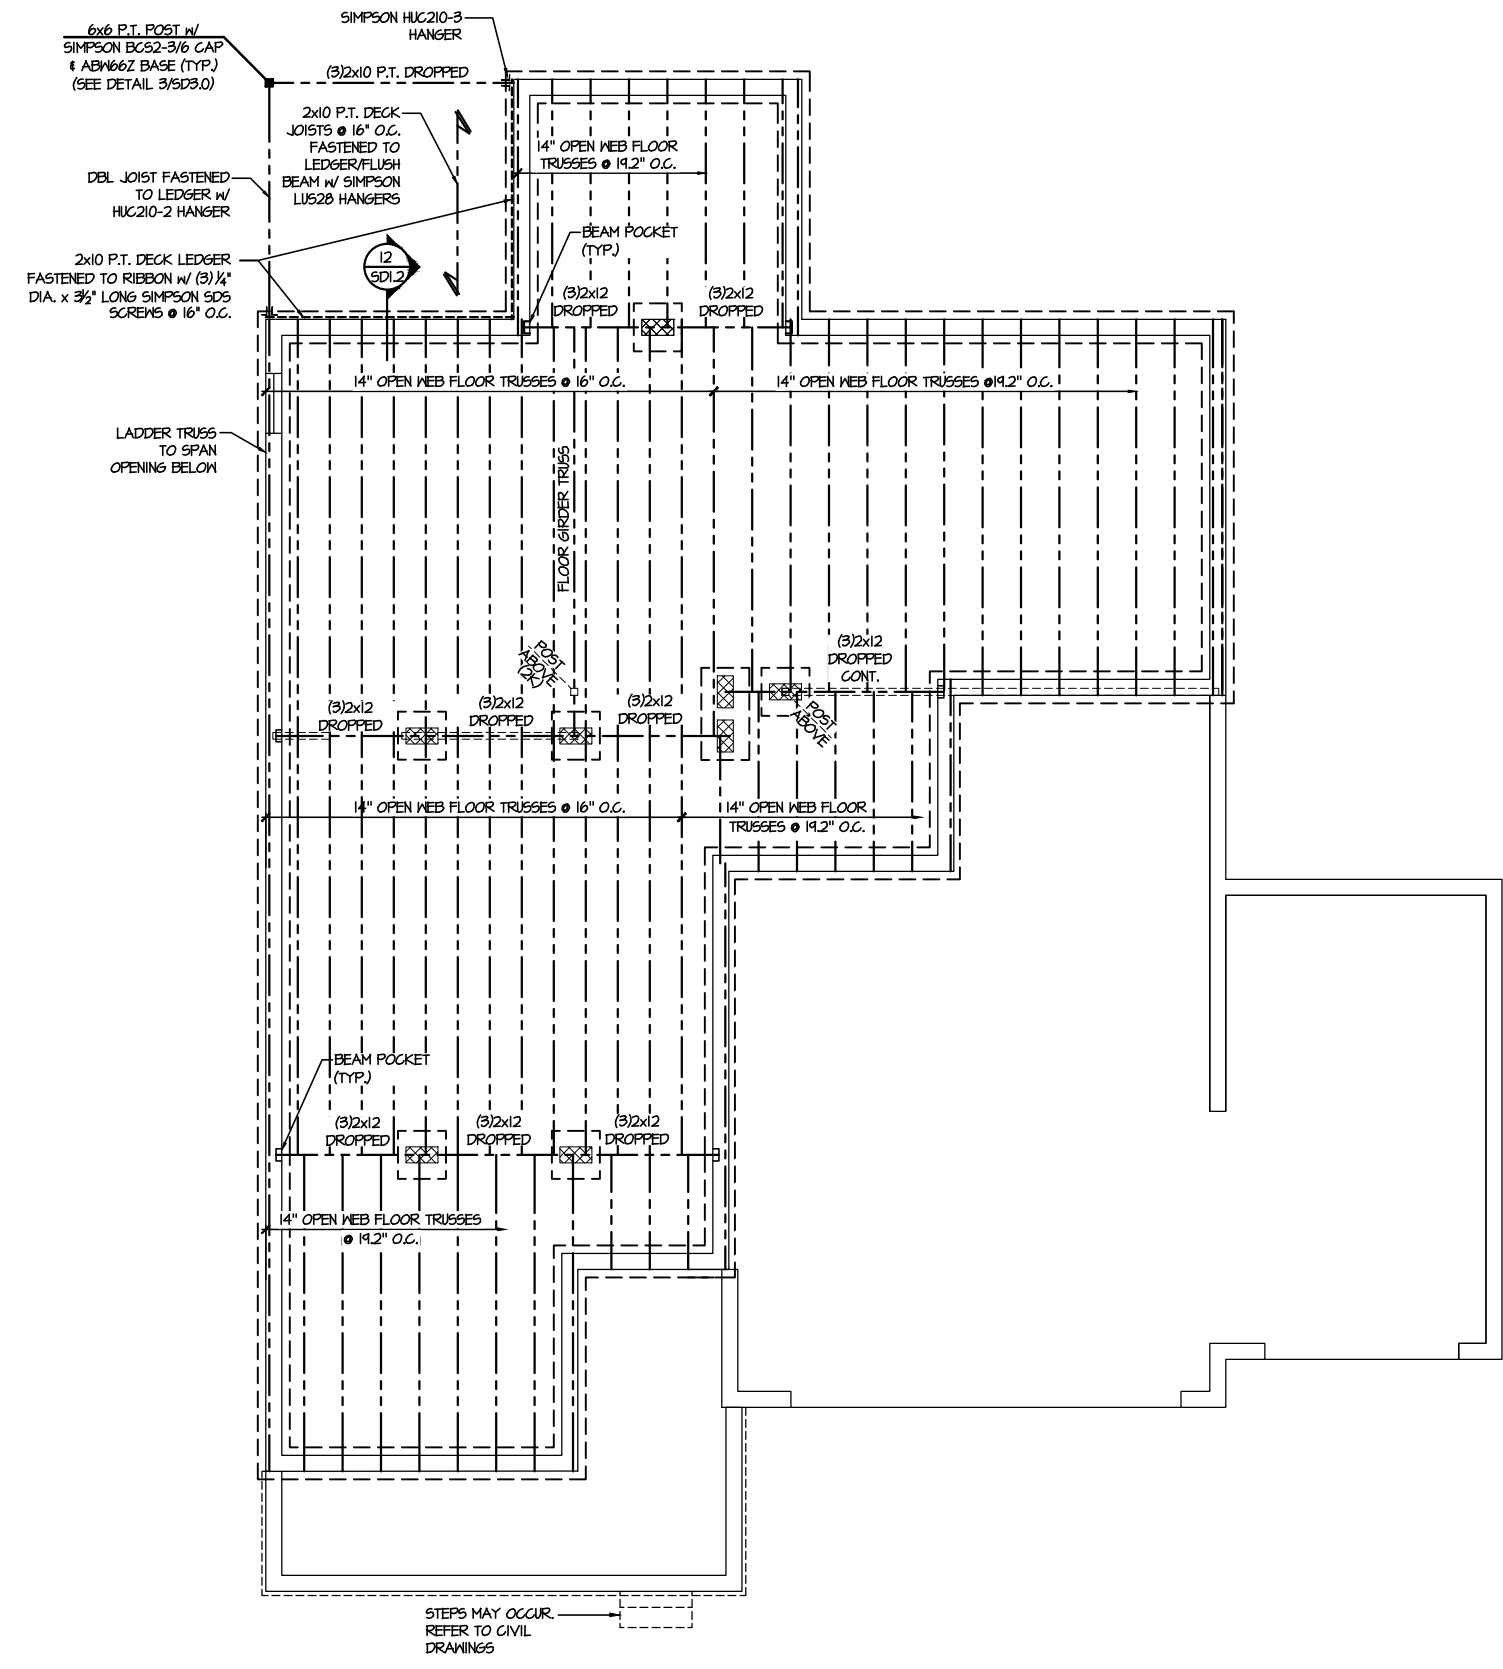 SIMPSON HUC210-3
HANGER
6x6 P.T. POST W/
SIMPSON BCS2-3/6 CAP
& ABW66Z BASE (TYP.)
(SEE DETAIL 3/SD3.0)
(3)2x10 P.T. DROPPED
2x10 P.T. DECK
JOISTS @ 16" O.C.
FASTENED TO
LEDGER/FLUSH
BEAM W/ SIMPSON
LUS28 HANGERS
14" OPEN WEB FLOOR
TRUSSES @ 19.2" O.C.
DBL JOIST FASTENED
TO LEDGER W/
HUC210-2 HANGER
BEAM POCKET
(TYP.)
2x10 P.T. DECK LEDGER
FASTENED TO RIBBON W/ (3) 1/4"
DIA. x 3 1/2" LONG SIMPSON SDS
SCREWS @ 16" O.C.
12
SD1.2
(3)2x12
DROPPED
(3)2x12
DROPPED
14" OPEN WEB FLOOR TRUSSES @ 16" O.C.
14" OPEN WEB FLOOR TRUSSES @19.2" O.C.
LADDER TRUSS
TO SPAN
OPENING BELOW
FLOOR GIRDER TRUSS
POST
ABOVE
(2K)
(3)2x12
DROPPED
CONT.
(3)2x12
DROPPED
(3)2x12
DROPPED
(3)2x12
DROPPED
POST
ABOVE
14" OPEN WEB FLOOR TRUSSES @ 16" O.C.
14" OPEN WEB FLOOR
TRUSSES @ 19.2" O.C.
BEAM POCKET
(TYP.)
(3)2x12
DROPPED
(3)2x12
DROPPED
(3)2x12
DROPPED
14" OPEN WEB FLOOR TRUSSES
@ 19.2" O.C.
STEPS MAY OCCUR.
REFER TO CIVIL
DRAWINGS